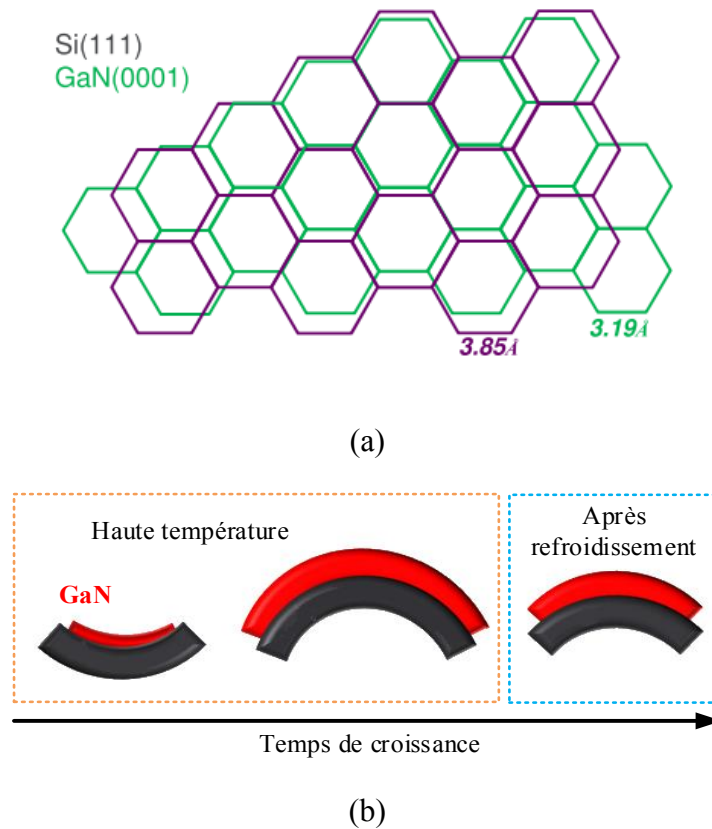 Si(111)
GaN(0001)
3.85Å
3.19Å
(a)
Haute température
Après
refroidissement
GaN
Temps de croissance
(b)